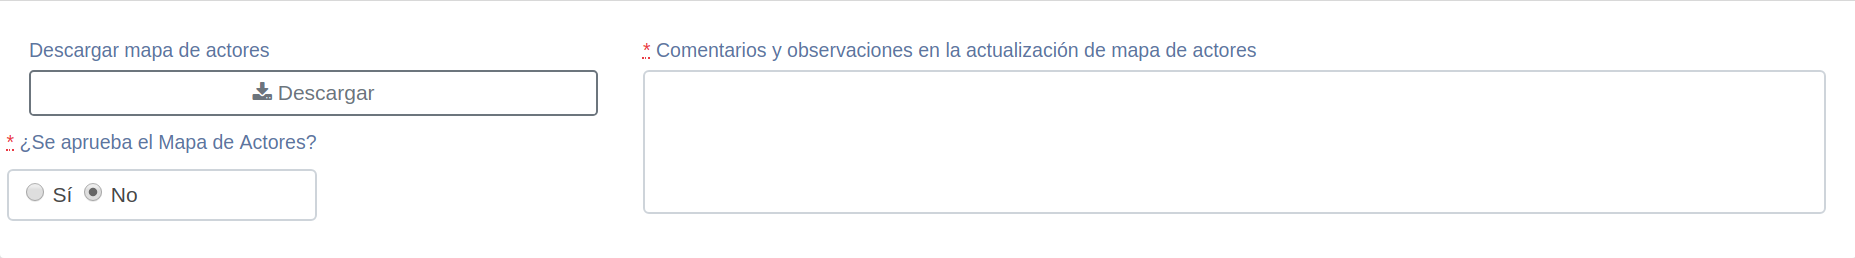 Descargar mapa de actores
Descargar
* ¿Se aprueba el Mapa de Actores?
Sí No
* Comentarios y observaciones en la actualización de mapa de actores